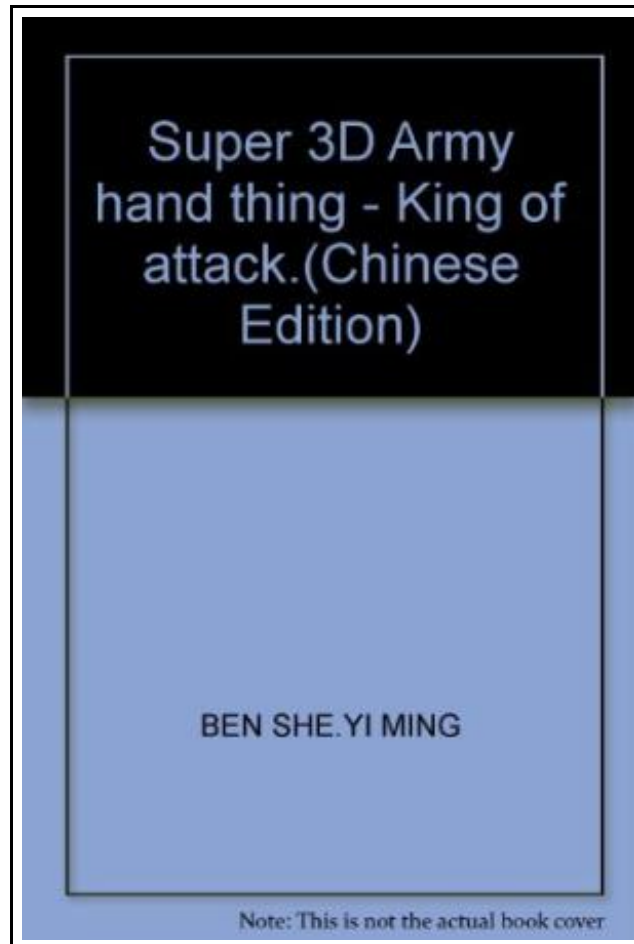 Super 3D Army
hand thing - King of
attack.(Chinese
Edition)
BEN SHE.YI MING
Note: This is not the actual book cover